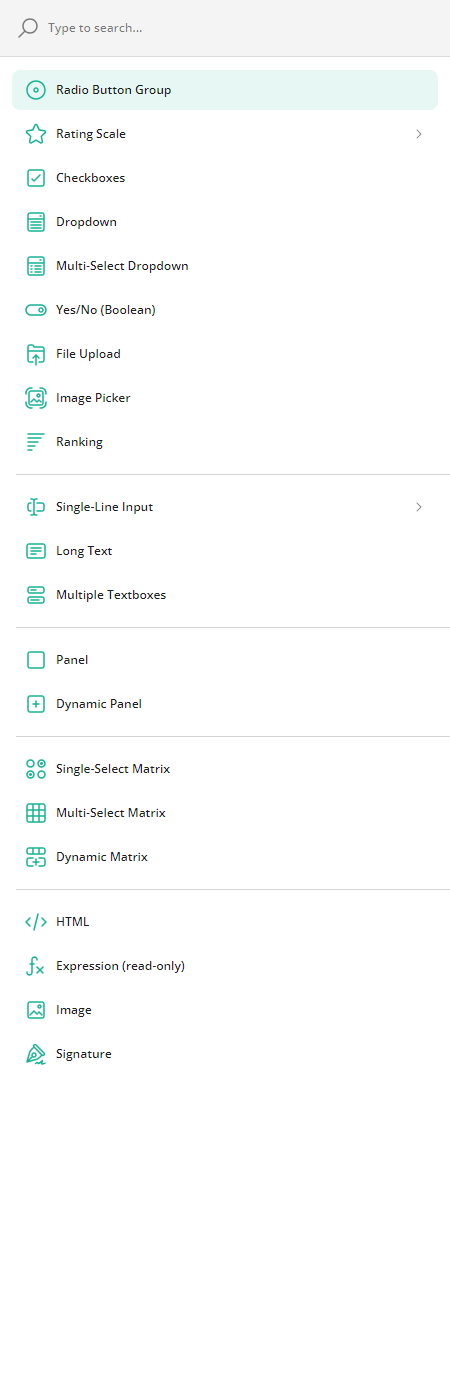 Type to search...
Radio Button Group
Rating Scale
Checkboxes
Dropdown
Multi-Select Dropdown
Yes/No (Boolean)
File Upload
Image Picker
Ranking
Single-Line Input
Long Text
Multiple Textboxes
Panel
Dynamic Panel
Single-Select Matrix
Multi-Select Matrix
Dynamic Matrix
HTML
Expression (read-only)
Image
Signature